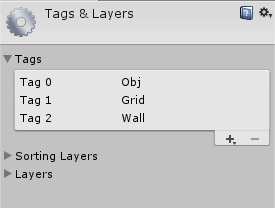 Tags & Layers
Tags
Tag 0 Obj
Tag 1 Grid
Tag 2 Wall
Sorting Layers
Layers